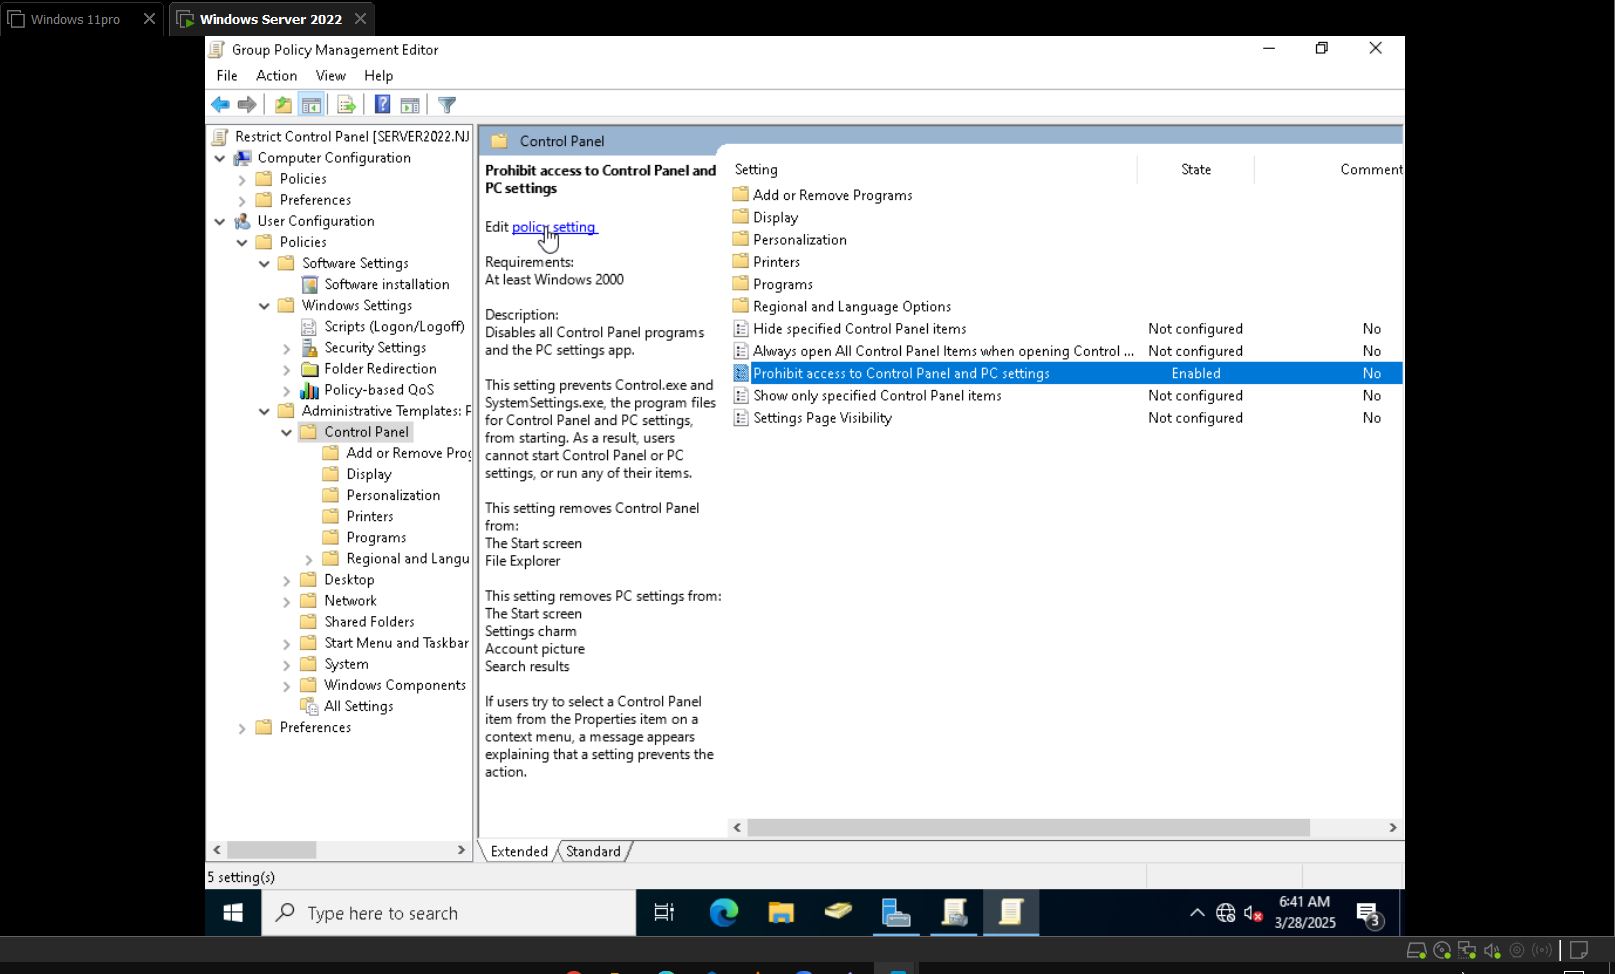 Windows 11pro
Windows Server 2022
Group Policy Management Editor
File Action View Help
Restrict Control Panel [SERVER2022.NJ
Computer Configuration
Policies
Preferences
User Configuration
Policies
Software Settings
Software installation
Windows Settings
Scripts (Logon/Logoff)
Security Settings
Folder Redirection
Policy-based QoS
Administrative Templates: P
Control Panel
Add or Remove Prog
Display
Personalization
Printers
Programs
Regional and Langu
Desktop
Network
Shared Folders
Start Menu and Taskbar
System
Windows Components
All Settings
Preferences
Control Panel
Prohibit access to Control Panel and
PC settings
Edit policy setting
Requirements:
At least Windows 2000
Description:
Disables all Control Panel programs
and the PC settings app.
This setting prevents Control.exe and
SystemSettings.exe, the program files
for Control Panel and PC settings,
from starting. As a result, users
cannot start Control Panel or PC
settings, or run any of their items.
This setting removes Control Panel
from:
The Start screen
File Explorer
This setting removes PC settings from:
The Start screen
Settings charm
Account picture
Search results
If users try to select a Control Panel
item from the Properties item on a
context menu, a message appears
explaining that a setting prevents the
action.
Setting State Comment
Add or Remove Programs
Display
Personalization
Printers
Programs
Regional and Language Options
Hide specified Control Panel items Not configured No
Always open All Control Panel Items when opening Control ... Not configured No
Prohibit access to Control Panel and PC settings Enabled No
Show only specified Control Panel items Not configured No
Settings Page Visibility Not configured No
Extended Standard
5 setting(s)
Type here to search
6:41 AM
3/28/2025
3